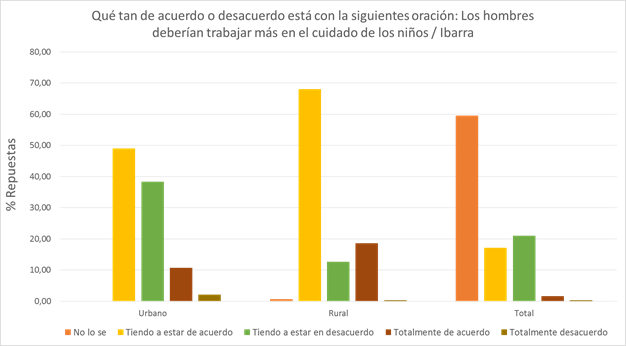 Qué tan de acuerdo o desacuerdo está con la siguientes oración: Los hombres
deberían trabajar más en el cuidado de los niños / Ibarra
80,00
70,00
60,00
50,00
40,00
30,00
20,00
10,00
0,00
% Repuestas
Urbano Rural Total
No lo se Tiendo a estar de acuerdo Tiendo a estar en desacuerdo Totalmente de acuerdo Totalmente desacuerdo